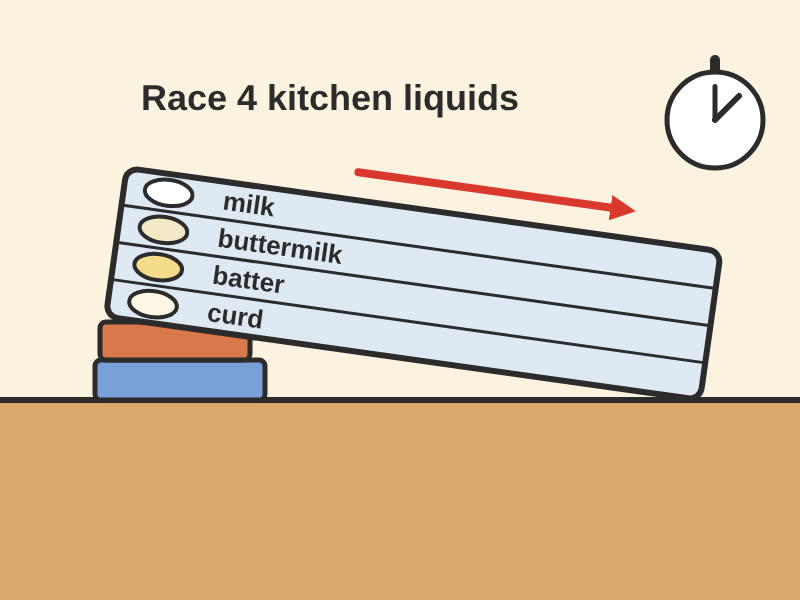 Race 4 kitchen liquids
milk
buttermilk
batter
curd